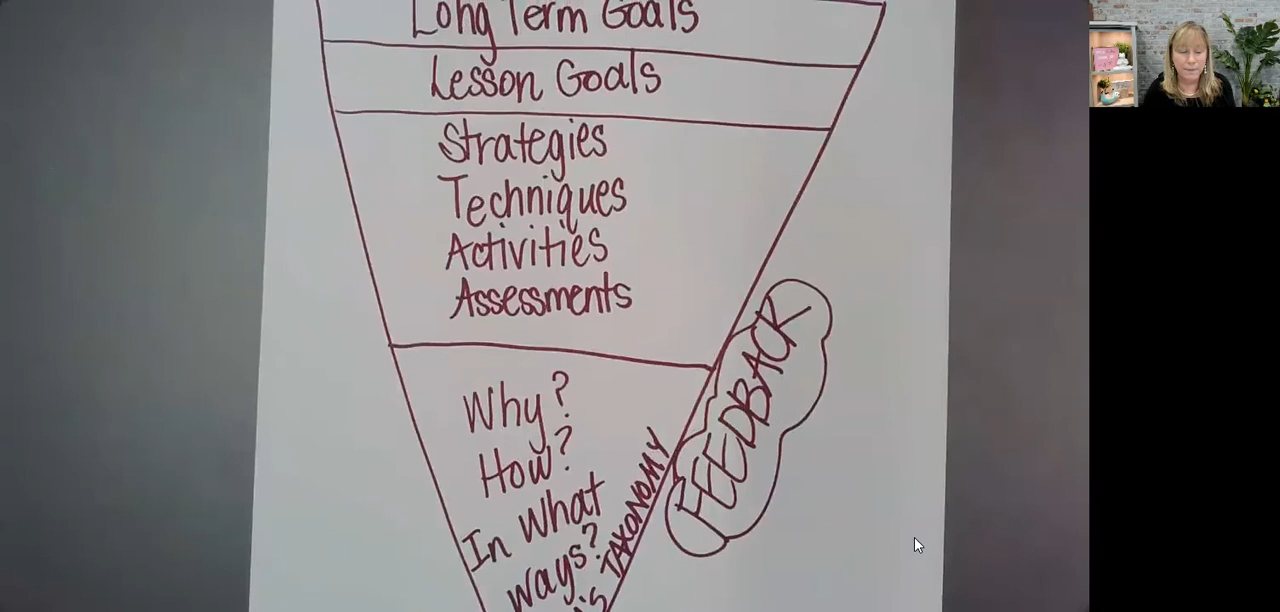 Long Term Goals
Lesson Goals
Strategies
Techniques
Activities
Assessments
Why?
How?
In What
ways?
TAXONOMY
FEEDBACK